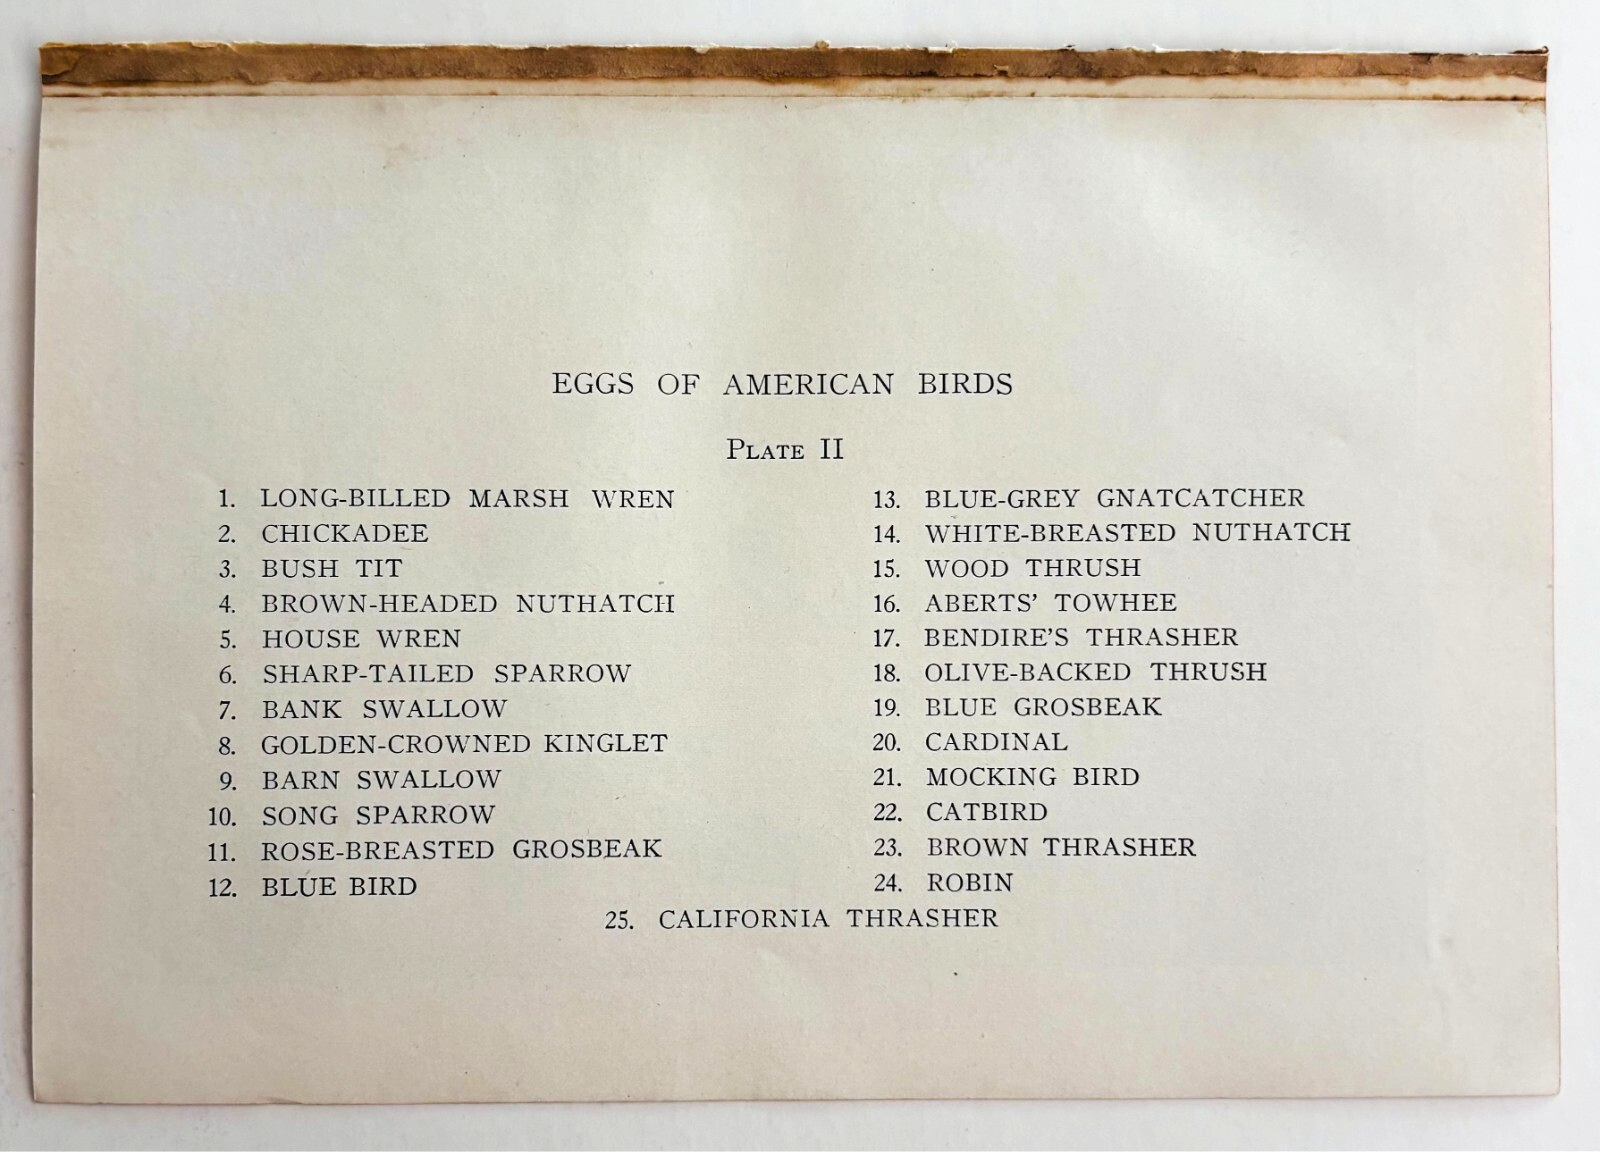 EGGS OF AMERICAN BIRDS
PLATE II
1. LONG-BILLED MARSH WREN
2. CHICKADEE
3. BUSH TIT
4. BROWN-HEADED NUTHATCH
5. HOUSE WREN
6. SHARP-TAILED SPARROW
7. BANK SWALLOW
8. GOLDEN-CROWNED KINGLET
9. BARN SWALLOW
10. SONG SPARROW
11. ROSE-BREASTED GROSBEAK
12. BLUE BIRD
13. BLUE-GREY GNATCATCHER
14. WHITE-BREASTED NUTHATCH
15. WOOD THRUSH
16. ABERTS' TOWHEE
17. BENDIRE'S THRASHER
18. OLIVE-BACKED THRUSH
19. BLUE GROSBEAK
20. CARDINAL
21. MOCKING BIRD
22. CATBIRD
23. BROWN THRASHER
24. ROBIN
25. CALIFORNIA THRASHER